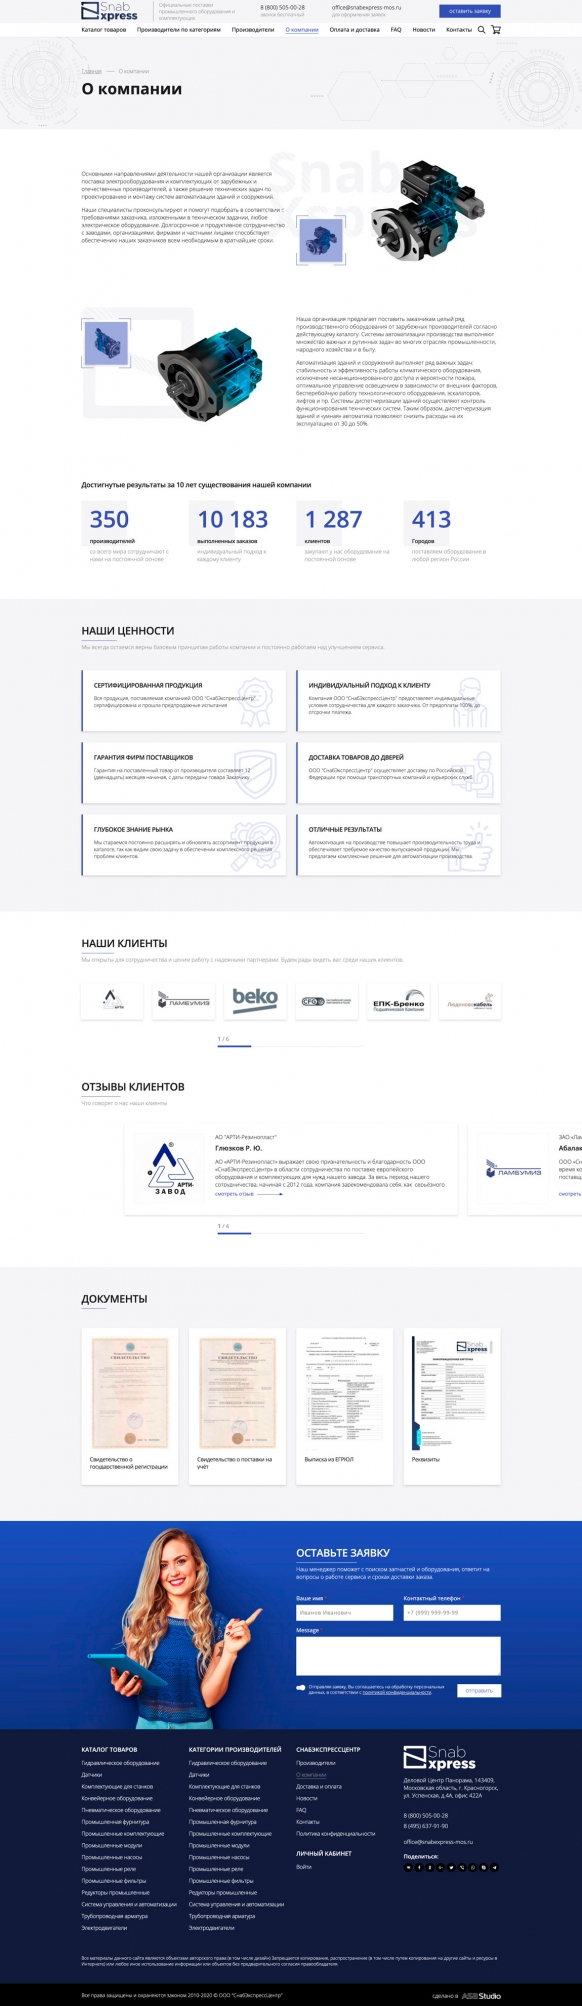 Snab
xpress
Официальные поставки
промышленного оборудования и
комплектующих
8 (800) 505-00-28
звонок бесплатный
office@snabexpress-mos.ru
для оформления заявок
оставить заявку
Каталог товаров
Производители по категориям
Производители
О компании
Оплата и доставка
FAQ
Новости
Контакты
Главная — О компании
О компании
Основными направлениями деятельности нашей организации является
поставка электрооборудования и комплектующих от зарубежных и
отечественных производителей, а также решение технических задач по
проектированию и монтажу систем автоматизации зданий и сооружений.
Наши специалисты проконсультируют и помогут подобрать в соответствие с
требованиями заказчика, изложенными в техническом задании, любое
электрическое оборудование. Долгосрочное и продуктивное сотрудничество
с заводами, организациями, фирмами и частными лицами способствует
обеспечению наших заказчиков всем необходимым в кратчайшие сроки.
Snab
Xpress
Наша организация предлагает поставить заказчикам целый ряд
производственного оборудования от зарубежных производителей согласно
действующему каталогу. Системы автоматизации производства выполняют
множество важных и рутинных задач во многих отраслях промышленности,
народного хозяйства и в быту.
Автоматизация зданий и сооружений выполняет ряд важных задач:
стабильность и эффективность работы климатического оборудования,
исключение несанкционированного доступа и вероятности пожара,
оптимальное управление освещением в зависимости от внешних факторов,
бесперебойную работу технологического оборудования, эскалаторов,
лифтов и пр. Системы диспетчеризации зданий осуществляют контроль
функционирования технических систем. Таким образом, диспетчеризация
зданий и «умная» автоматика позволяют снизить расходы на их
эксплуатацию от 30 до 50%.
Достигнутые результаты за 10 лет существования нашей компании
350
производителей
со всего мира сотрудничают с
нами на постоянной основе
10 183
выполненных заказов
индивидуальный подход к
каждому клиенту
1 287
клиентов
закупают у нас оборудование на
постоянной основе
413
Городов
поставляем оборудование в
любой регион России
НАШИ ЦЕННОСТИ
Мы всегда остаемся верны базовым принципам работы компании и постоянно работаем над улучшением сервиса.
СЕРТИФИЦИРОВАННАЯ ПРОДУКЦИЯ
Вся продукция, поставляемая компанией ООО "СнабЭкспрессЦентр"
сертифицирована и прошла предпродажные испытания
ИНДИВИДУАЛЬНЫЙ ПОДХОД К КЛИЕНТУ
Компания ООО "СнабЭкспрессЦентр" предоставляет индивидуальные
условия сотрудничества для каждого заказчика. От предоплаты 100%, до
отсрочки платежа.
ГАРАНТИЯ ФИРМ ПОСТАВЩИКОВ
Гарантия на поставленный товар от производителя составляет 12
(двенадцать) месяцев начиная, с даты передачи товара Заказчику.
ДОСТАВКА ТОВАРОВ ДО ДВЕРЕЙ
ООО "СнабЭкспрессЦентр" осуществляет доставку по Российской
Федерации при помощи транспортных компаний и курьерских служб.
ГЛУБОКОЕ ЗНАНИЕ РЫНКА
Мы стараемся постоянно расширять и обновлять ассортимент продукции в
каталоге, так как видим свою задачу в обеспечении комплексного решения
проблем клиентов.
ОТЛИЧНЫЕ РЕЗУЛЬТАТЫ
Автоматизация на производстве повышает производительность труда и
обеспечивает требуемое качество выпускаемой продукции. Мы
предлагаем комплексные решения для автоматизации производства.
НАШИ КЛИЕНТЫ
Мы открыты для сотрудничества и ценим работу с надежными партнерами. Будем рады видеть вас среди наших клиентов.
АРТИ
ЛАМБУМИЗ
beko
ЕПК-Бренко
Подшипниковая Компания
Людиновокабель
1 / 6
ОТЗЫВЫ КЛИЕНТОВ
Что говорят о нас наши клиенты
АРТИ-
ЗАВОД
АО "АРТИ-Резинопласт"
Глюзков Р. Ю.
АО «АРТИ-Резинопласт» выражает свою признательность и благодарность ООО
«СнабЭкспрессЦентр» в области сотрудничества по поставке европейского
оборудования и комплектующих для нужд нашего завода. За весь период нашего
сотрудничества, начиная с 2012 года, компания зарекомендовала себя, как серьёзного
смотреть отзыв
ЛАМБУМИЗ
ЗАО «Лам
Абалак
ООО «Сн
время ко
поставщ
смотреть
1 / 4
ДОКУМЕНТЫ
СВИДЕТЕЛЬСТВО
Свидетельство о
государственной регистрации
СВИДЕТЕЛЬСТВО
Свидетельство о поставки на
учёт
Выписка из ЕГРЮЛ
Snab
xpress
ИНФОРМАЦИОННАЯ КАРТОЧКА
Реквизиты
ОСТАВЬТЕ ЗАЯВКУ
Наш менеджер поможет с поиском запчастей и оборудования, ответит на
вопросы о работе сервиса и сроках доставки заказа.
Ваше имя *
Иванов Иванович
Контактный телефон *
+7 (999) 999-99-99
Message *
Отправляя заявку, Вы соглашаетесь на обработку персональных
данных, в соответствии с политикой конфиденциальности.
отправить
КАТАЛОГ ТОВАРОВ
Гидравлическое оборудование
Датчики
Комплектующие для станков
Конвейерное оборудование
Пневматическое оборудование
Промышленная фурнитура
Промышленные комплектующие
Промышленные модули
Промышленные насосы
Промышленные реле
Промышленные фильтры
Редукторы промышленные
Система управления и автоматизации
Трубопроводная арматура
Электродвигатели
КАТЕГОРИИ ПРОИЗВОДИТЕЛЕЙ
Гидравлическое оборудование
Датчики
Комплектующие для станков
Конвейерное оборудование
Пневматическое оборудование
Промышленная фурнитура
Промышленные комплектующие
Промышленные модули
Промышленные насосы
Промышленные реле
Промышленные фильтры
Редукторы промышленные
Система управления и автоматизации
Трубопроводная арматура
Электродвигатели
СНАБЭКСПРЕССЦЕНТР
Производители
О компании
Доставка и оплата
Новости
FAQ
Контакты
Политика конфиденциальности
ЛИЧНЫЙ КАБИНЕТ
Войти
Snab
xpress
Деловой Центр Панорама, 143409,
Московская область, г. Красногорск,
ул. Успенская, д.4А, офис 422А
8 (800) 505-00-28
8 (495) 637-91-90
office@snabexpress-mos.ru
Поделиться:
Все материалы данного сайта являются объектами авторского права (в том числе дизайн) Запрещается копирование, распространение (в том числе путем копирования на другие сайты и ресурсы в
Интернете) или любое иное использование информации или объектов без предварительного согласия правообладателя.
Все права защищены и охраняются законом 2010-2020 © ООО "СнабЭкспрессЦентр"
сделано в ASB Studio